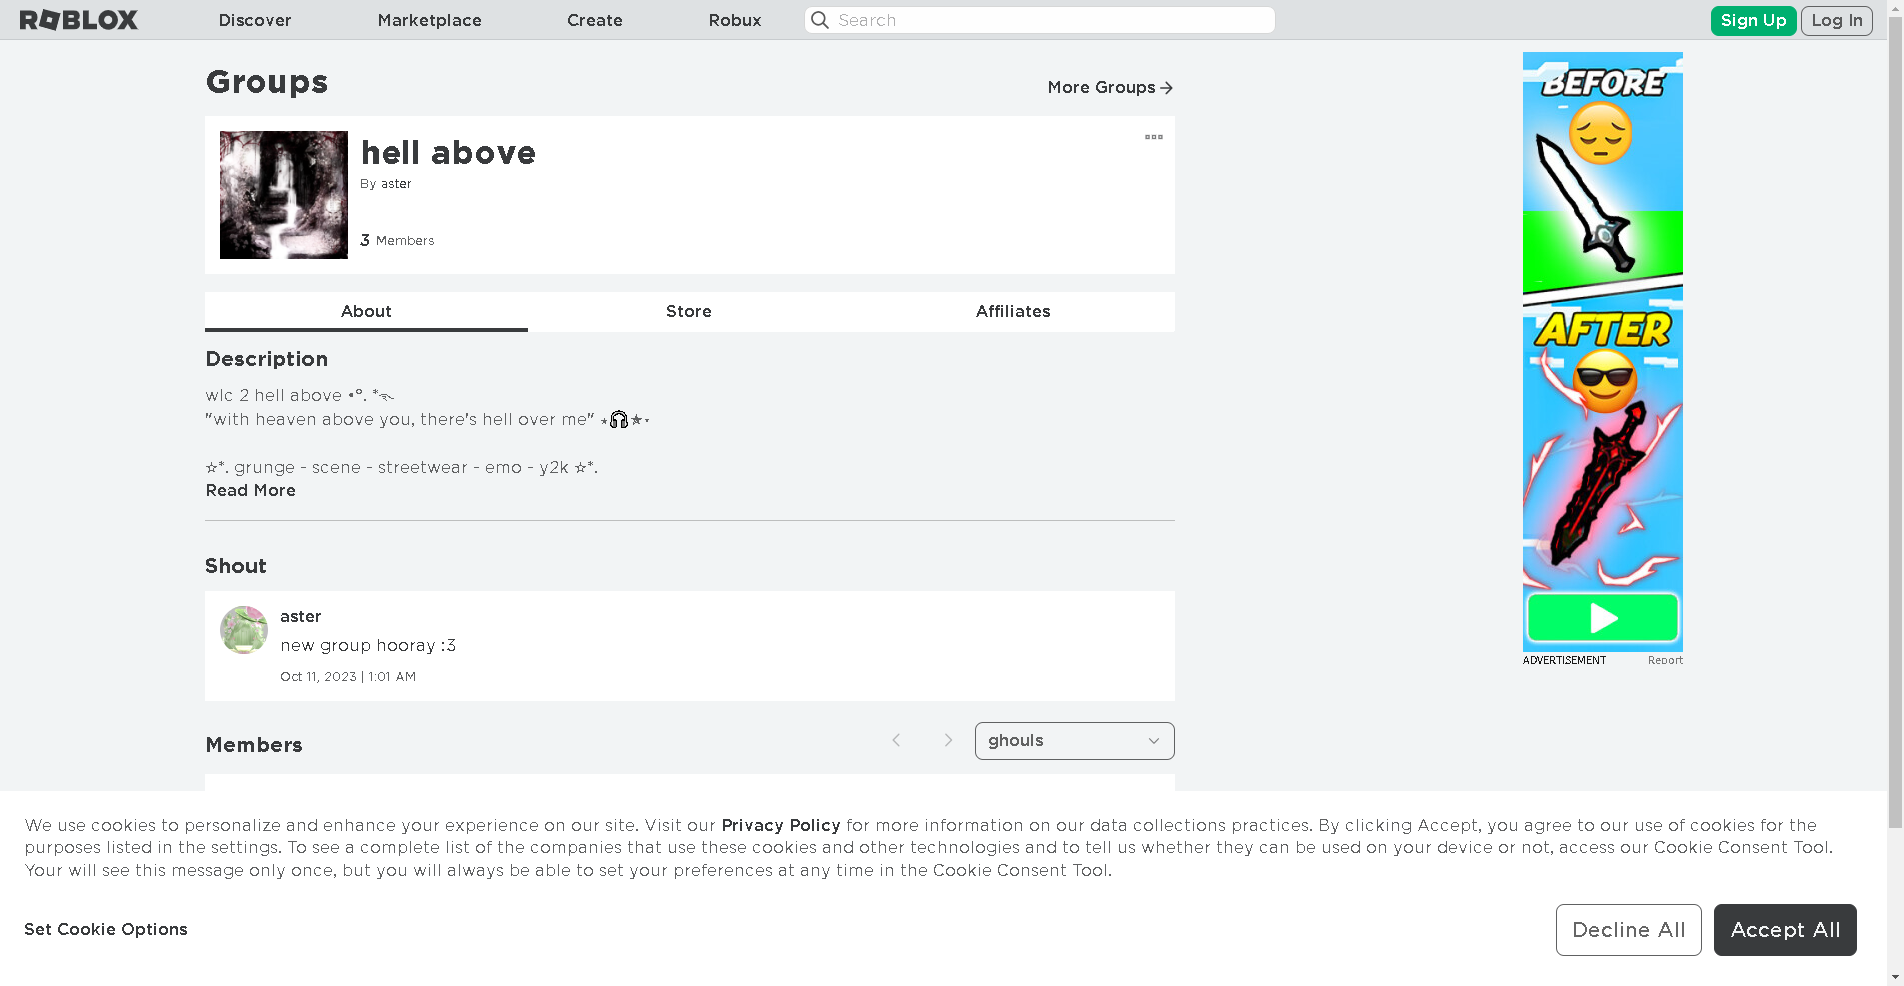 ROBLOX Discover Marketplace Create Robux Search Sign Up Log In
Groups
More Groups
hell above
By aster
3 Members
About Store Affiliates
Description
wlc 2 hell above •°. *࿐
"with heaven above you, there's hell over me" ⋆🎧★⋆
☆*. grunge - scene - streetwear - emo - y2k ☆*.
Read More
Shout
aster
new group hooray :3
Oct 11, 2023 | 1:01 AM
Members
ghouls
BEFORE
AFTER
ADVERTISEMENT Report
We use cookies to personalize and enhance your experience on our site. Visit our Privacy Policy for more information on our data collections practices. By clicking Accept, you agree to our use of cookies for the
purposes listed in the settings. To see a complete list of the companies that use these cookies and other technologies and to tell us whether they can be used on your device or not, access our Cookie Consent Tool.
Your will see this message only once, but you will always be able to set your preferences at any time in the Cookie Consent Tool.
Set Cookie Options
Decline All
Accept All